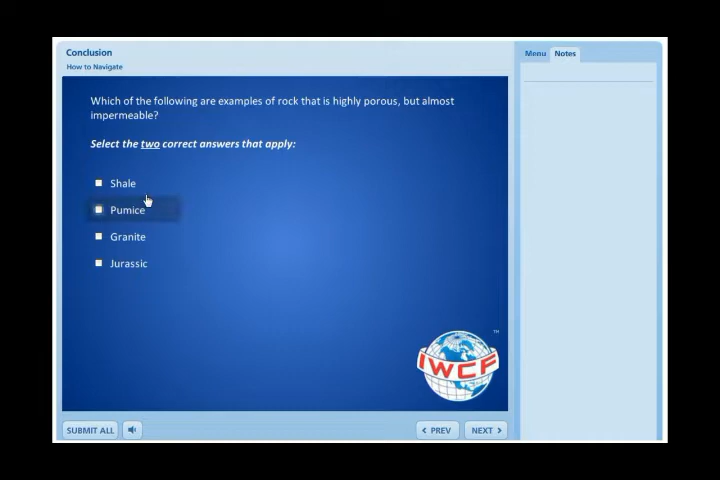 Conclusion
How to Navigate
Menu Notes
Which of the following are examples of rock that is highly porous, but almost
impermeable?
Select the two correct answers that apply:
Shale
Pumice
Granite
Jurassic
TM
IWCF
SUBMIT ALL
< PREV
NEXT >